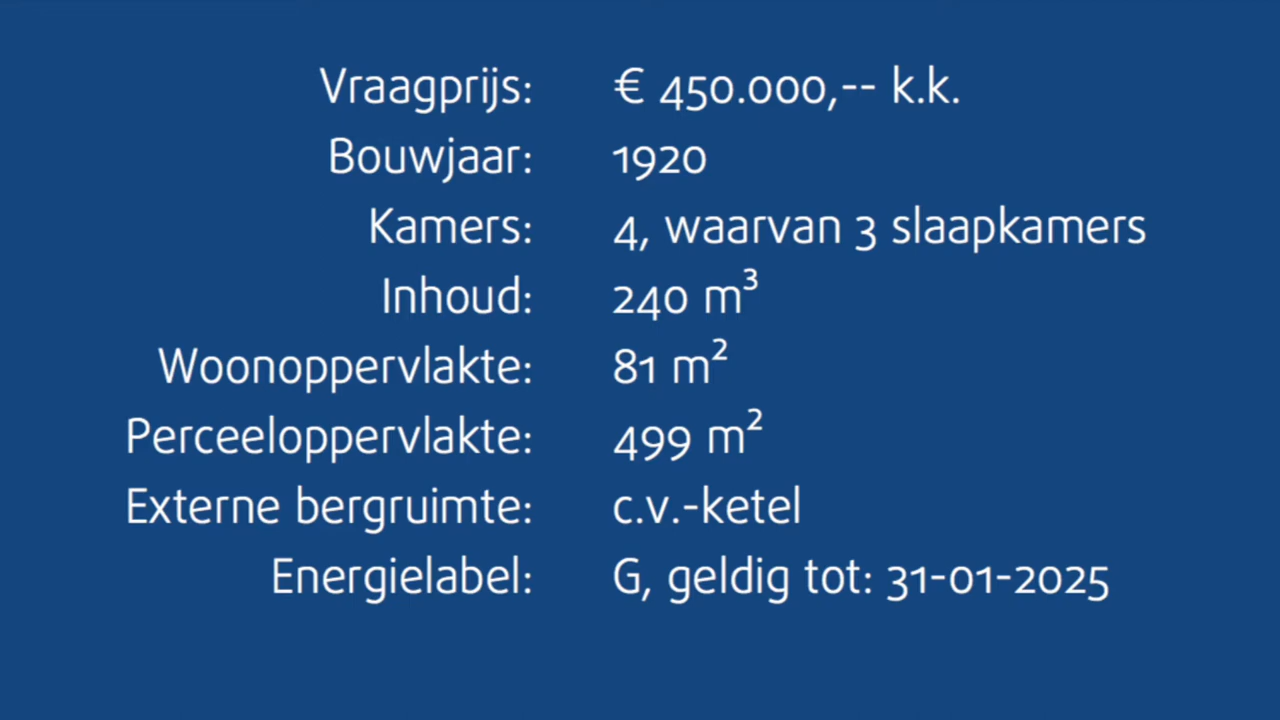 Vraagprijs: € 450.000,-- k.k.
Bouwjaar: 1920
Kamers: 4, waarvan 3 slaapkamers
Inhoud: 240 m³
Woonoppervlakte: 81 m²
Perceeloppervlakte: 499 m²
Externe bergruimte: c.v.-ketel
Energielabel: G, geldig tot: 31-01-2025